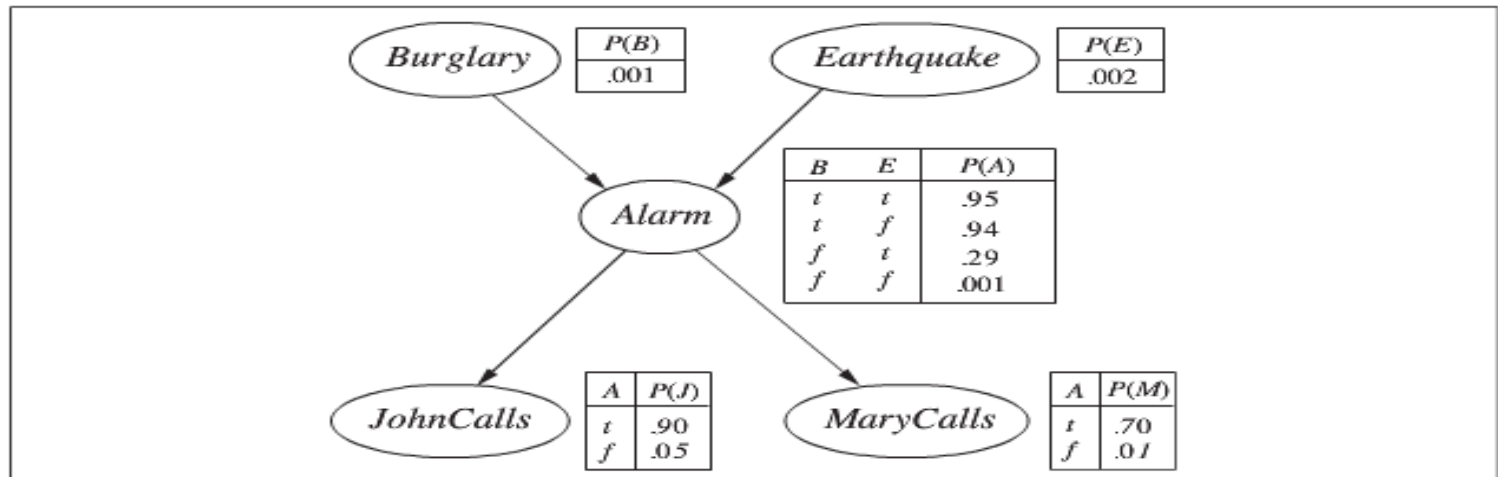 Burglary
P(B)
.001
Earthquake
P(E)
.002
Alarm
B E P(A)
t t .95
t f .94
f t .29
f f .001
JohnCalls
A P(J)
t .90
f .05
MaryCalls
A P(M)
t .70
f .01